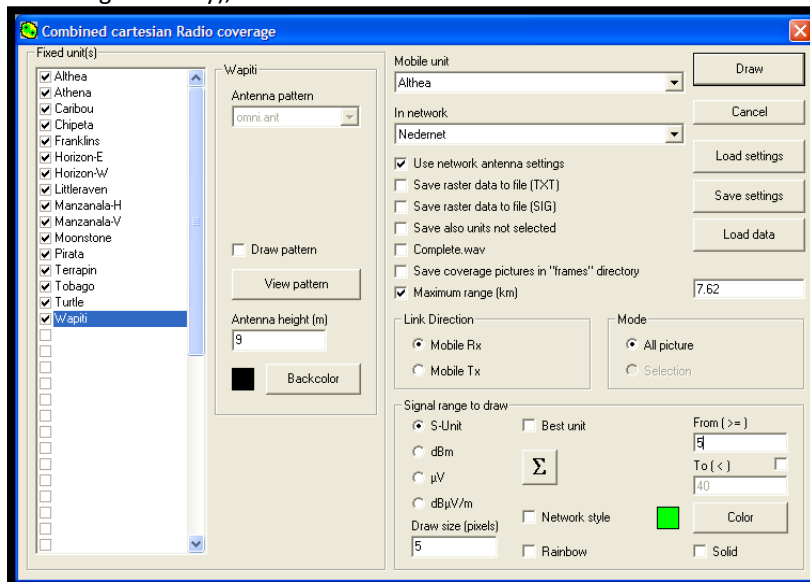 Combined cartesian Radio coverage
Fixed unit(s)
Althea
Athena
Caribou
Chipeta
Franklins
Horizon-E
Horizon-W
Littleraven
Manzanala-H
Manzanala-V
Moonstone
Pirata
Terrapin
Tobago
Turtle
Wapiti
Wapiti
Antenna pattern
omni.ant
Draw pattern
View pattern
Antenna height (m)
9
Backcolor
Mobile unit
Althea
In network
Nedernet
Use network antenna settings
Save raster data to file (TXT)
Save raster data to file (SIG)
Save also units not selected
Complete.wav
Save coverage pictures in "frames" directory
Maximum range (km)
7.62
Draw
Cancel
Load settings
Save settings
Load data
Link Direction
Mobile Rx
Mobile Tx
Mode
All picture
Selection
Signal range to draw
S-Unit
dBm
µV
dBµV/m
Draw size (pixels)
5
Best unit
Σ
Network style
Rainbow
From ( >= )
5
To ( < )
40
Color
Solid